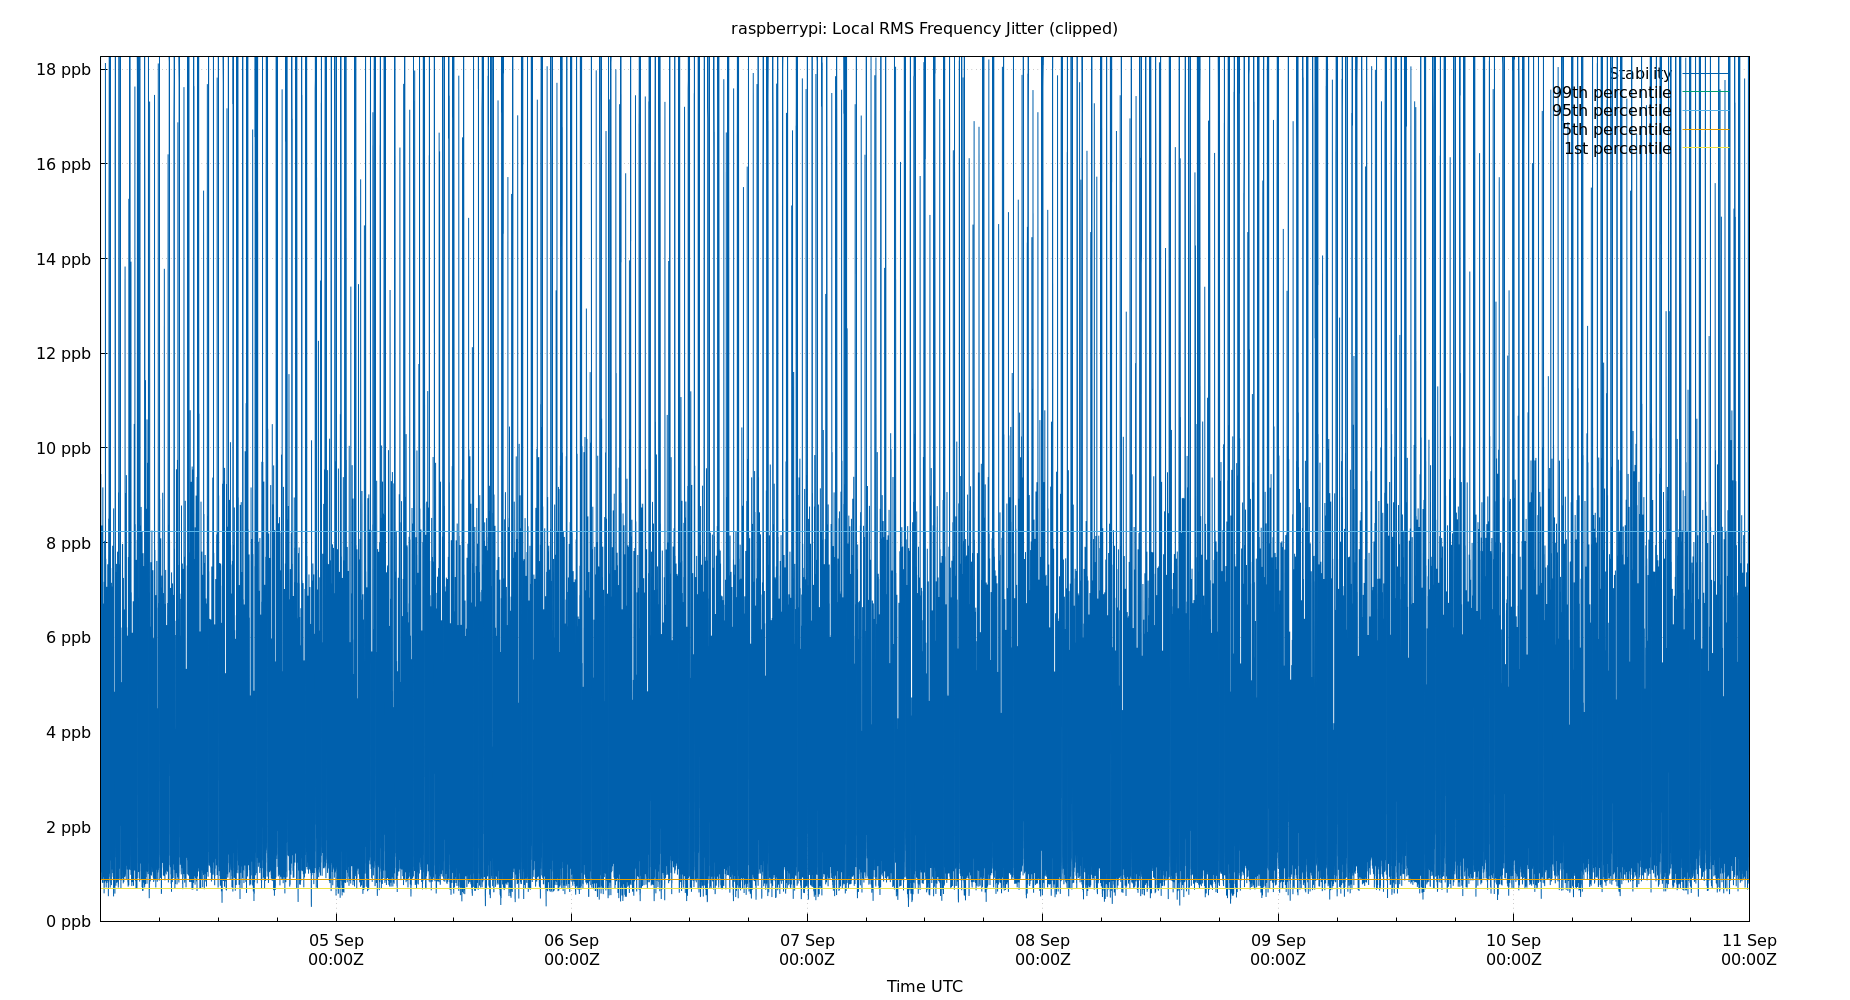 raspberrypi: Local RMS Frequency Jitter (clipped)
18 ppb
16 ppb
14 ppb
12 ppb
10 ppb
8 ppb
6 ppb
4 ppb
2 ppb
0 ppb
Stability
99th percentile
95th percentile
5th percentile
1st percentile
05 Sep 06 Sep 07 Sep 08 Sep 09 Sep 10 Sep 11 Sep
00:00Z 00:00Z 00:00Z 00:00Z 00:00Z 00:00Z 00:00Z
Time UTC